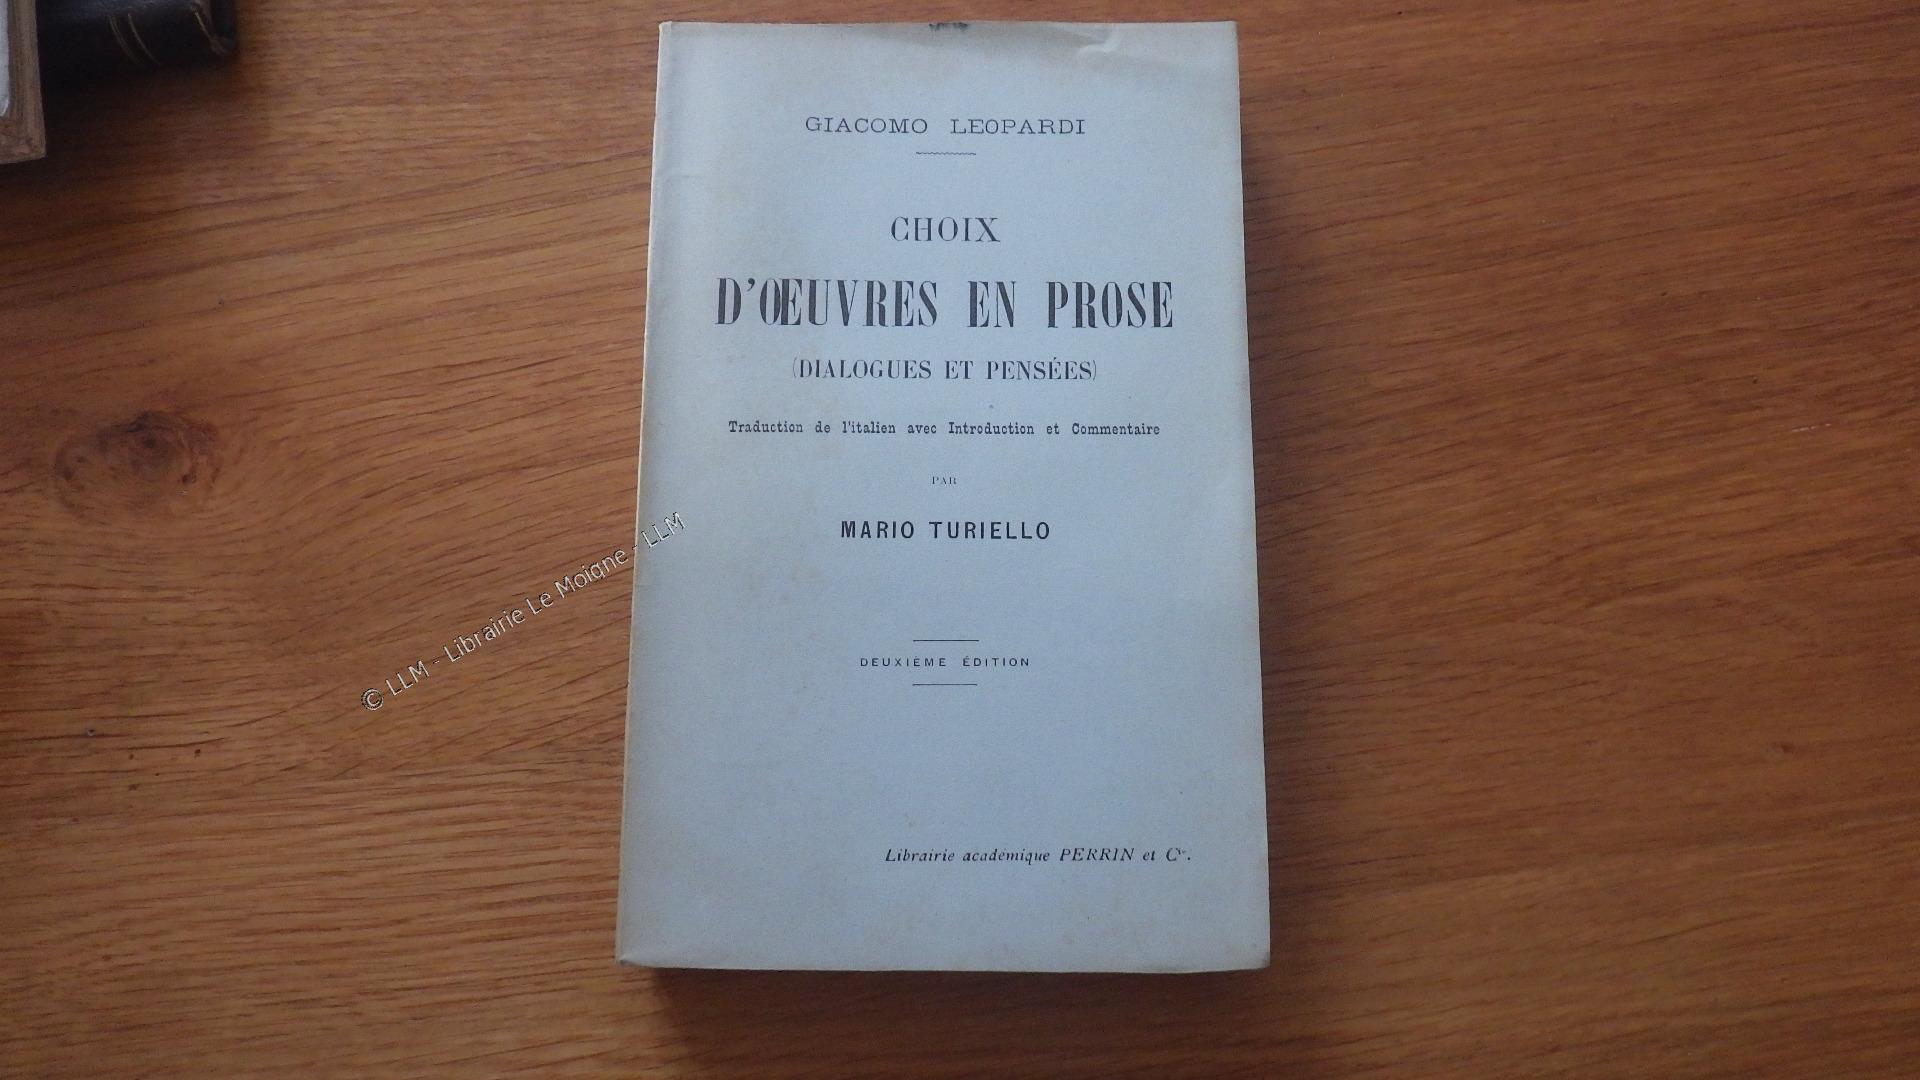 GIACOMO LEOPARDI
CHOIX
D'ŒUVRES EN PROSE
(DIALOGUES ET PENSÉES)
Traduction de l'italien avec Introduction et Commentaire
PAR
MARIO TURIELLO
DEUXIÈME ÉDITION
Librairie académique PERRIN et Cie.
© LLM - Librairie Le Moigne - LLM